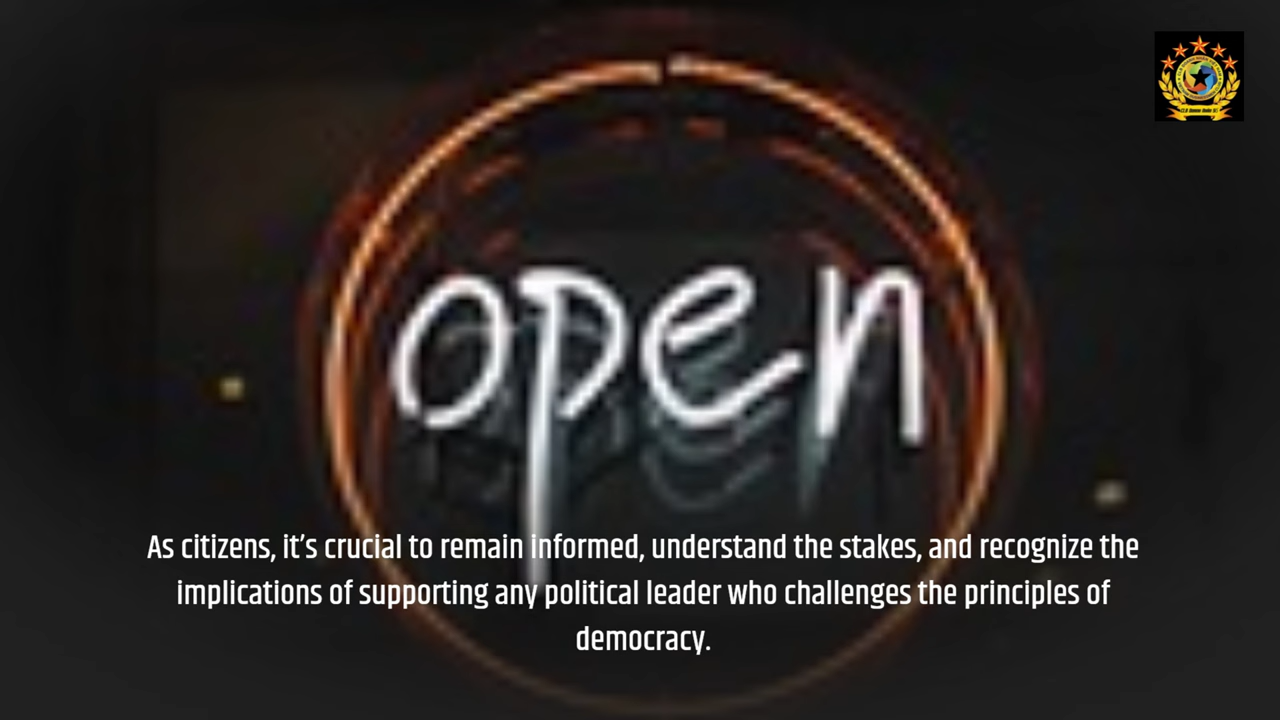 open
As citizens, it’s crucial to remain informed, understand the stakes, and recognize the
implications of supporting any political leader who challenges the principles of
democracy.